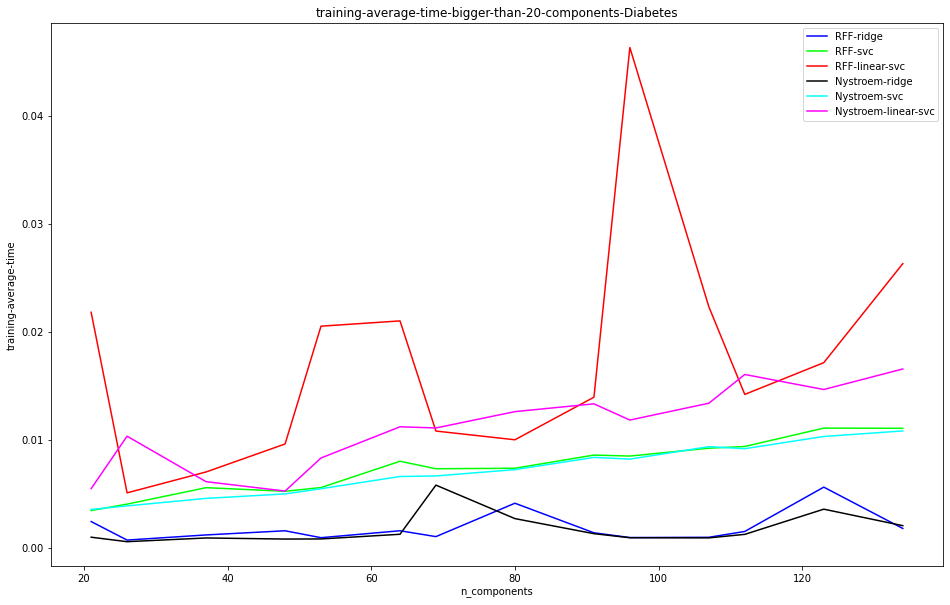 training-average-time-bigger-than-20-components-Diabetes
RFF-ridge
RFF-svc
RFF-linear-svc
Nystroem-ridge
Nystroem-svc
Nystroem-linear-svc
training-average-time
0.04
0.03
0.02
0.01
0.00
20 40 60 80 100 120
n_components